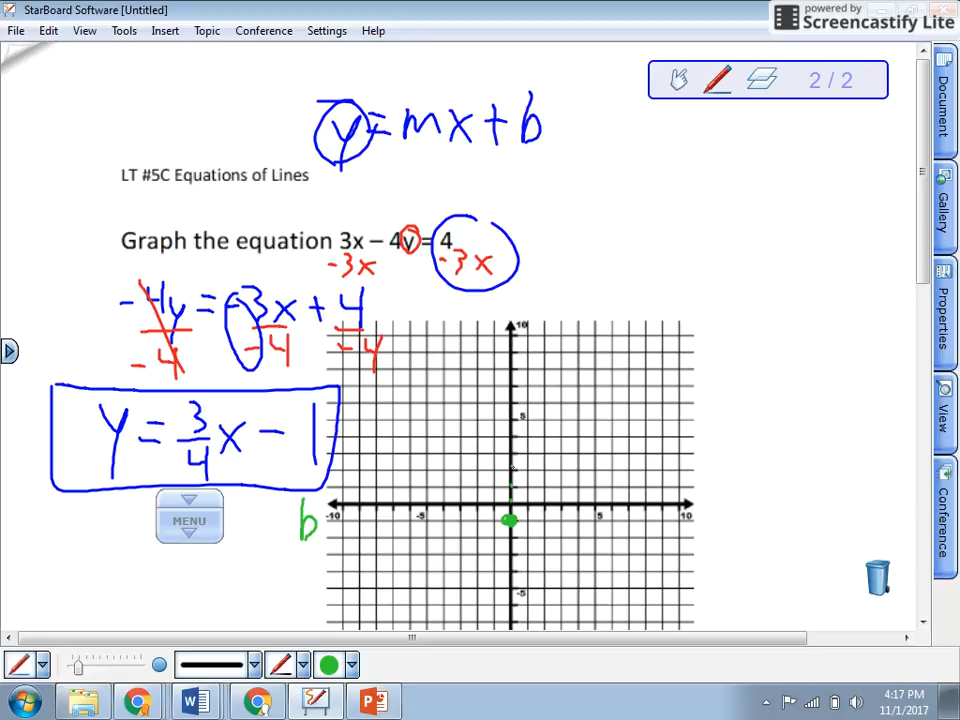 StarBoard Software [Untitled]
powered by
Screencastify Lite
File Edit View Tools Insert Topic Conference Settings Help
2 / 2
y = mx + b
LT #5C Equations of Lines
Graph the equation 3x – 4y = 4
-3x -3x
-4y = -3x + 4
-4 -4 -4
y = 3/4 x - 1
MENU
b
10
5
-10 -5 5 10
-5
Document
Gallery
Properties
View
Conference
4:17 PM
11/1/2017